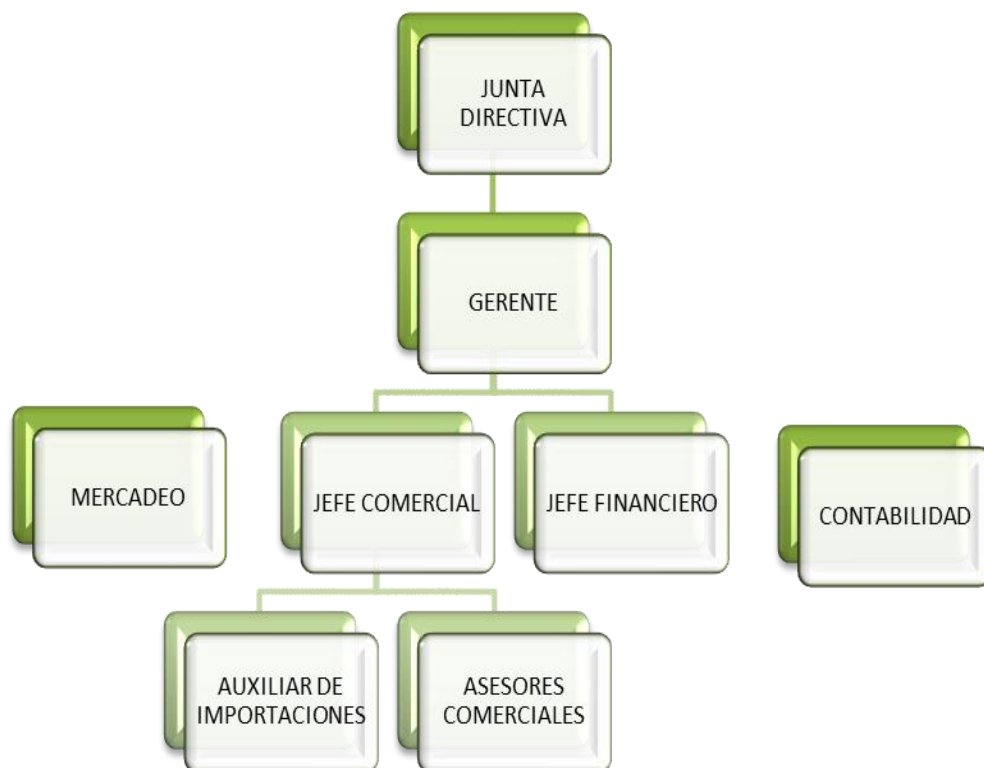 JUNTA
DIRECTIVA
GERENTE
MERCADEO
JEFE COMERCIAL
JEFE FINANCIERO
CONTABILIDAD
AUXILIAR DE
IMPORTACIONES
ASESORES
COMERCIALES